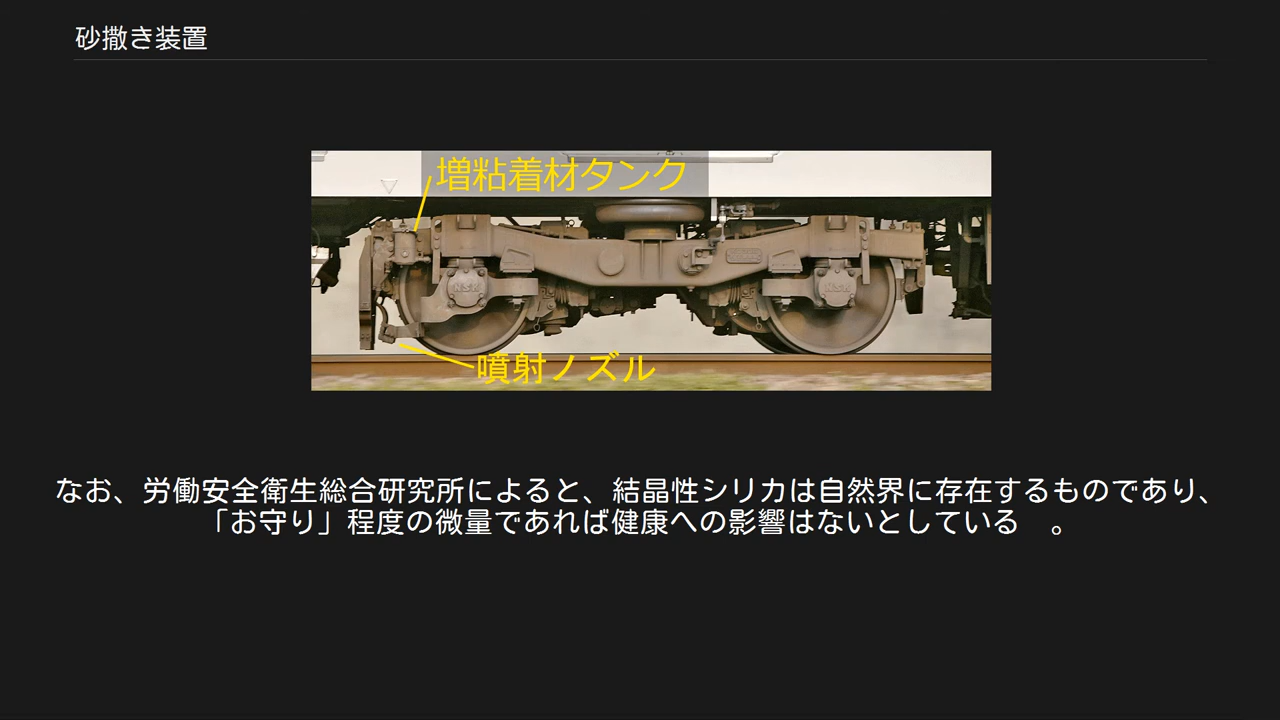 砂撒き装置
増粘着材タンク
NSK
NSK
噴射ノズル
なお、労働安全衛生総合研究所によると、結晶性シリカは自然界に存在するものであり、
「お守り」程度の微量であれば健康への影響はないとしている　。